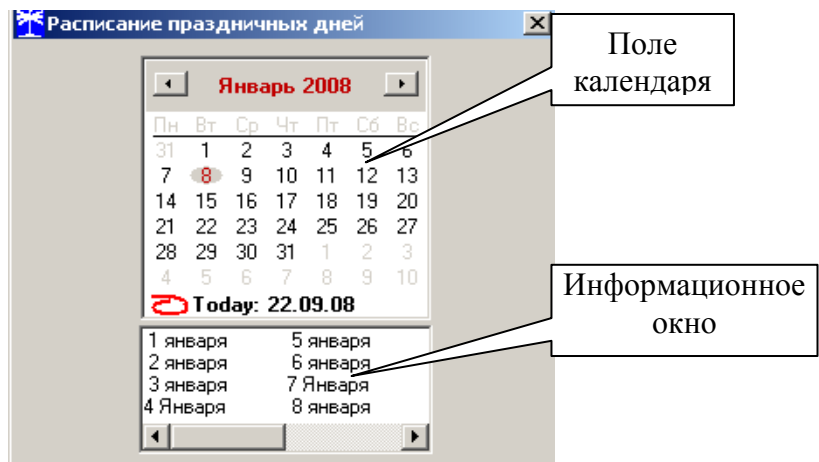 Расписание праздничных дней
Поле
календаря
Январь 2008
Пн Вт Ср Чт Пт Сб Вс
31 1 2 3 4 5 6
7 8 9 10 11 12 13
14 15 16 17 18 19 20
21 22 23 24 25 26 27
28 29 30 31 1 2 3
4 5 6 7 8 9 10
Today: 22.09.08
Информационное
окно
1 января 5 января
2 января 6 января
3 января 7 Января
4 Января 8 января